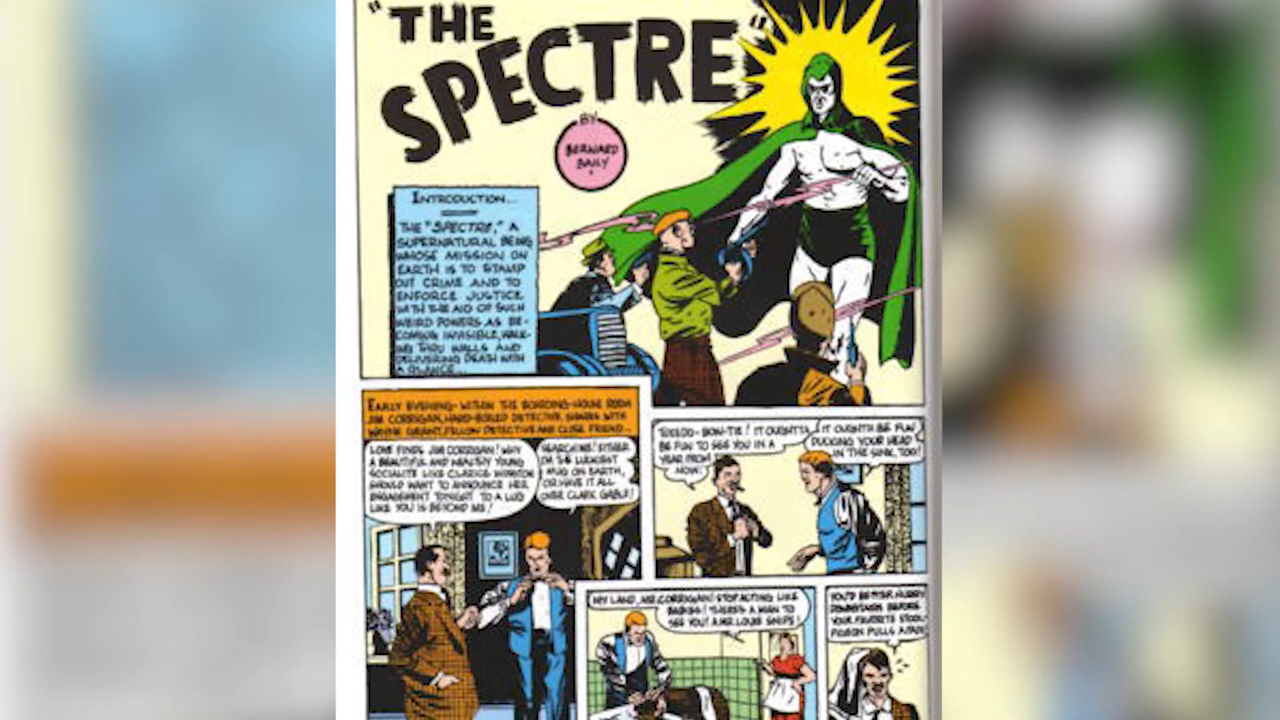 "THE
SPECTRE"
BY
BERNARD
BAILY
INTRODUCTION...
THE "SPECTRE," A
SUPERNATURAL BEING
WHOSE MISSION ON
EARTH IS TO STAMP
OUT CRIME AND TO
ENFORCE JUSTICE
WITH THE AID OF SUCH
WEIRD POWERS AS BE-
COMING INVISIBLE, WALK-
ING THRU WALLS AND
DELIVERING DEATH WITH
A GLANCE...
EARLY EVENING- WITHIN THE BOARDING-HOUSE ROOM
JIM CORRIGAN, HARD-BOILED DETECTIVE, SHARES WITH
WAYNE GRANT, FELLOW DETECTIVE AND CLOSE FRIEND...
LOVE FINDS JIM CORRIGAN! WHY
A BEAUTIFUL AND WEALTHY YOUNG
SOCIALITE LIKE CLARICE WINSTON
SHOULD WANT TO ANNOUNCE HER
ENGAGEMENT TONIGHT TO A LUG
LIKE YOU IS BEYOND ME!
SEARCH ME! EITHER
I'M THE LUCKIEST
MUG ON EARTH,
OR HAVE IT ALL
OVER CLARK GABLE!
TUXEDO- BOW-TIE! IT OUGHTTA
BE FUN TO SEE YOU IN A
YEAR FROM
NOW!
IT OUGHTA BE FUN
DUCKING YOUR HEAD
IN THE SINK, TOO!
MY LAND, MR. CORRIGAN! STOP ACTING LIKE
BABIES! THERE'S A MAN TO
SEE YOU! A MR. LOUIE SNIPE!
YOU'D BETTER HURRY
DOWNSTAIRS BEFORE
YOUR FAVORITE STOOL-
PIGEON PULLS A FADE!